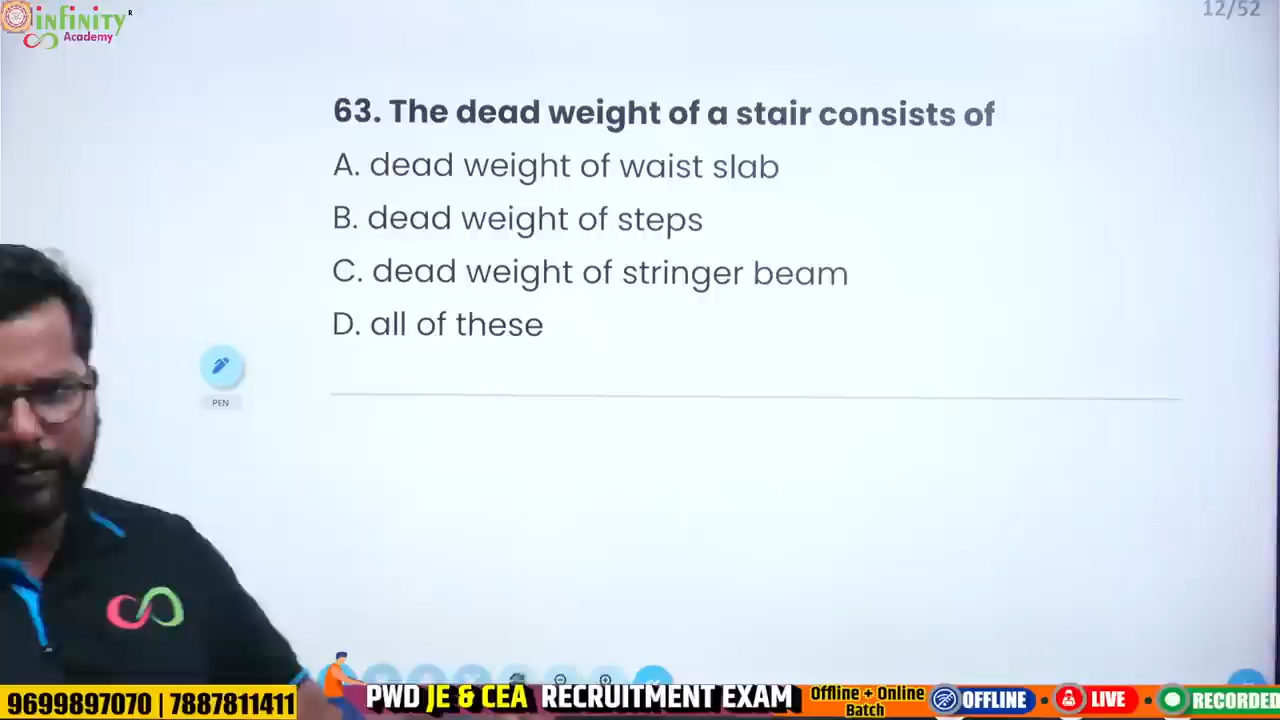 infinity
Academy
12/52
63. The dead weight of a stair consists of
A. dead weight of waist slab
B. dead weight of steps
C. dead weight of stringer beam
D. all of these
PEN
9699897070 | 7887811411
PWD JE & CEA RECRUITMENT EXAM
Offline + Online
Batch
OFFLINE
LIVE
RECORDED